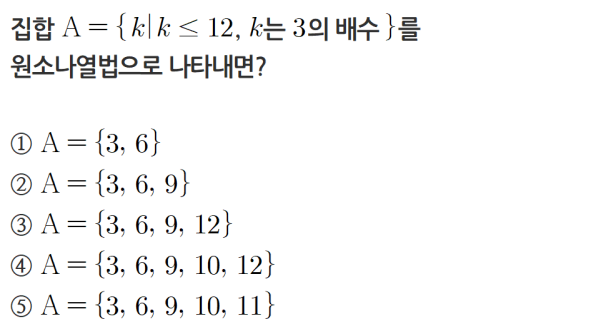 집합 A = {k|k ≤ 12, k는 3의 배수}를
원소나열법으로 나타내면?
① A = {3, 6}
② A = {3, 6, 9}
③ A = {3, 6, 9, 12}
④ A = {3, 6, 9, 10, 12}
⑤ A = {3, 6, 9, 10, 11}